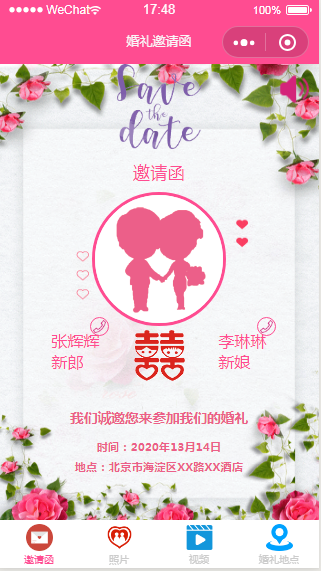 WeChat 17:48 100%
婚礼邀请函
Save
the
date
邀请函
张辉辉 李琳琳
新郎 囍 新娘
我们诚邀您来参加我们的婚礼
时间：2020年13月14日
地点：北京市海淀区XX路XX酒店
邀请函 照片 视频 婚礼地点